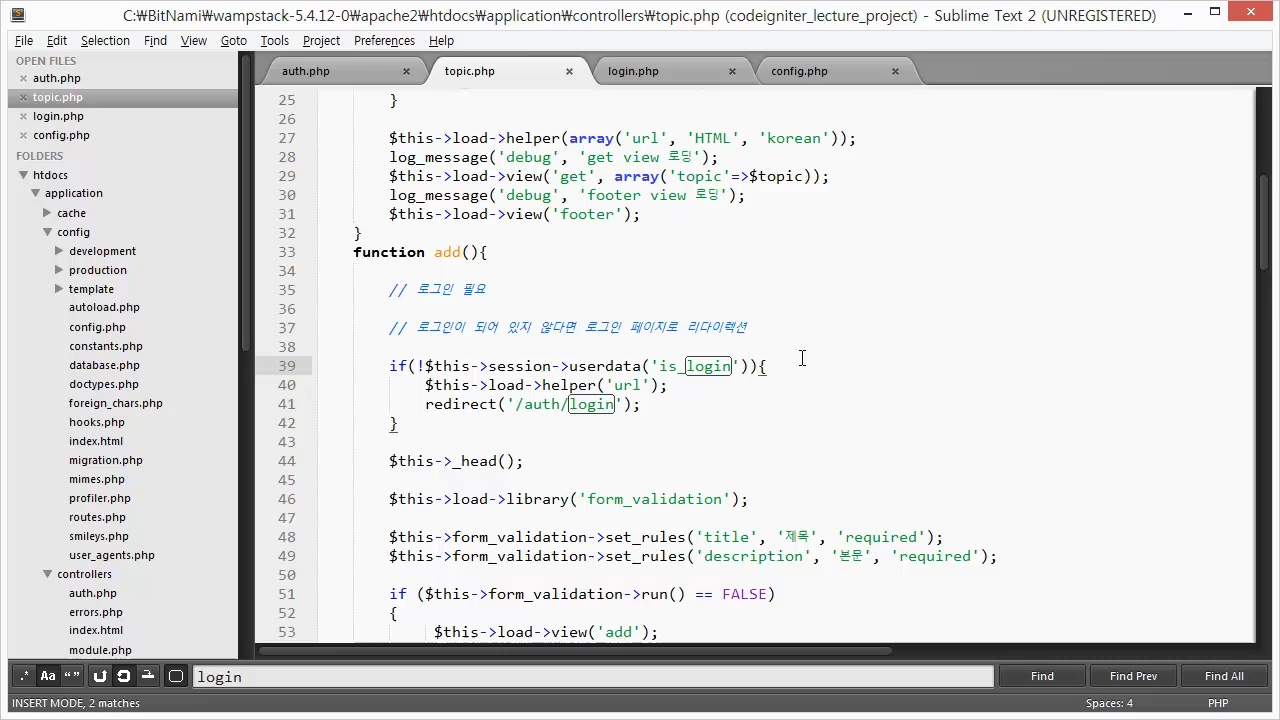 C:￦BitNami￦wampstack-5.4.12-0￦apache2￦htdocs￦application￦controllers￦topic.php (codeigniter_lecture_project) - Sublime Text 2 (UNREGISTERED)
File Edit Selection Find View Goto Tools Project Preferences Help
OPEN FILES
auth.php
topic.php
login.php
config.php
FOLDERS
htdocs
application
cache
config
development
production
template
autoload.php
config.php
constants.php
database.php
doctypes.php
foreign_chars.php
hooks.php
index.html
migration.php
mimes.php
profiler.php
routes.php
smileys.php
user_agents.php
controllers
auth.php
errors.php
index.html
module.php
auth.php topic.php login.php config.php
25 }
26
27 $this->load->helper(array('url', 'HTML', 'korean'));
28 log_message('debug', 'get view 로딩');
29 $this->load->view('get', array('topic'=>$topic));
30 log_message('debug', 'footer view 로딩');
31 $this->load->view('footer');
32 }
33 function add(){
34
35 // 로그인 필요
36
37 // 로그인이 되어 있지 않다면 로그인 페이지로 리다이렉션
38
39 if(!$this->session->userdata('is_login')){
40 $this->load->helper('url');
41 redirect('/auth/login');
42 }
43
44 $this->_head();
45
46 $this->load->library('form_validation');
47
48 $this->form_validation->set_rules('title', '제목', 'required');
49 $this->form_validation->set_rules('description', '본문', 'required');
50
51 if ($this->form_validation->run() == FALSE)
52 {
53 $this->load->view('add');
.* Aa “” login Find Find Prev Find All
INSERT MODE, 2 matches Spaces: 4 PHP